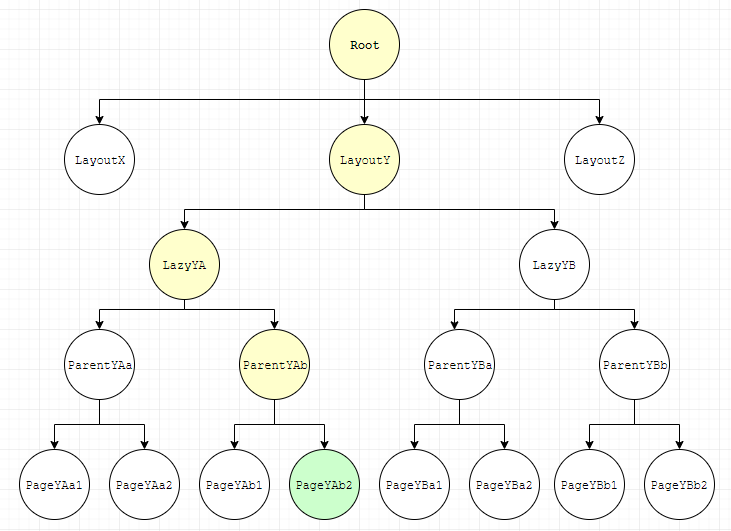 Root
LayoutX
LayoutY
LayoutZ
LazyYA
LazyYB
ParentYAa
ParentYAb
ParentYBa
ParentYBb
PageYAa1
PageYAa2
PageYAb1
PageYAb2
PageYBa1
PageYBa2
PageYBb1
PageYBb2